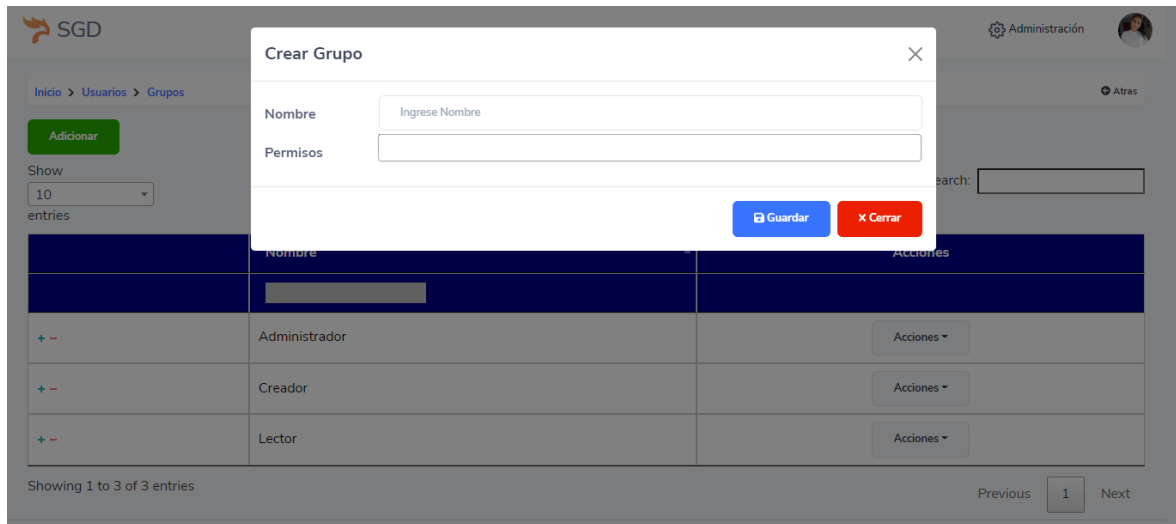 SGD
Administración
Crear Grupo
Inicio > Usuarios > Grupos
Atras
Nombre
Ingrese Nombre
Adicionar
Permisos
Show
10
entries
earch:
Guardar
x Cerrar
Nombre
Acciones
+ − Administrador Acciones
+ − Creador Acciones
+ − Lector Acciones
Showing 1 to 3 of 3 entries
Previous 1 Next